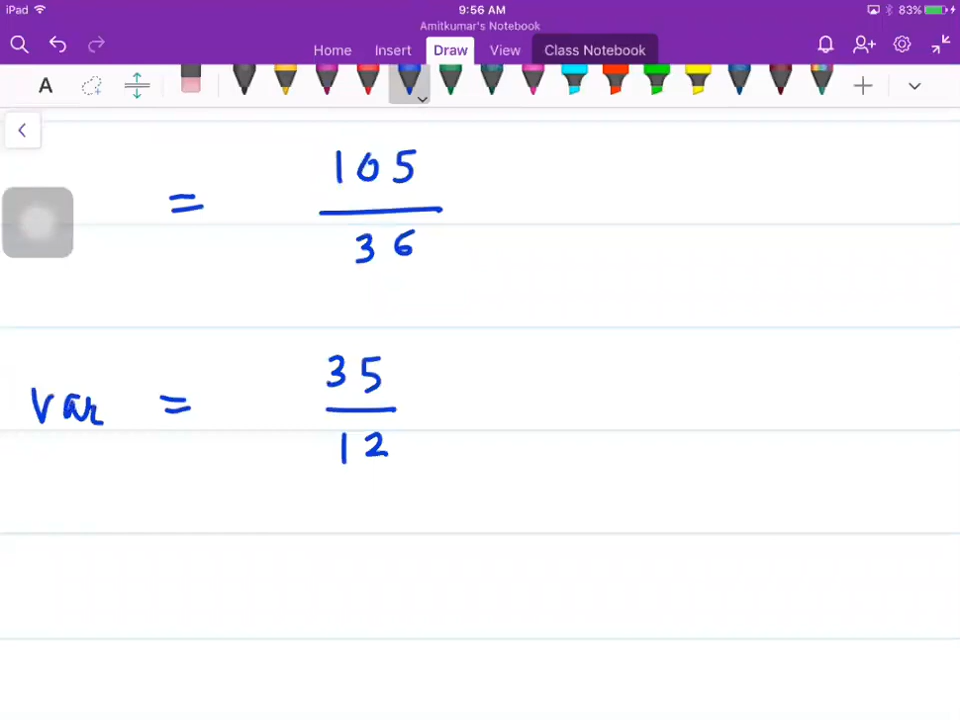 iPad 9:56 AM 83%
Amitkumar's Notebook
Home Insert Draw View Class Notebook
A
= 105
36
var = 35
12